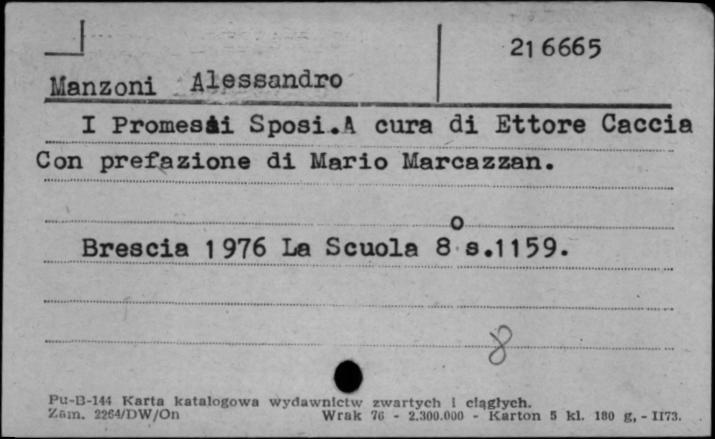 21 6665
Manzoni Alessandro
I Promessi Sposi.A cura di Ettore Caccia
Con prefazione di Mario Marcazzan.
Brescia 1976 La Scuola 8° s.1159.
8
Pu-B-144 Karta katalogowa wydawnictw zwartych i ciągłych.
Zam. 2264/DW/On Wrak 76 - 2.300.000 - Karton 5 kl. 180 g, - II73.